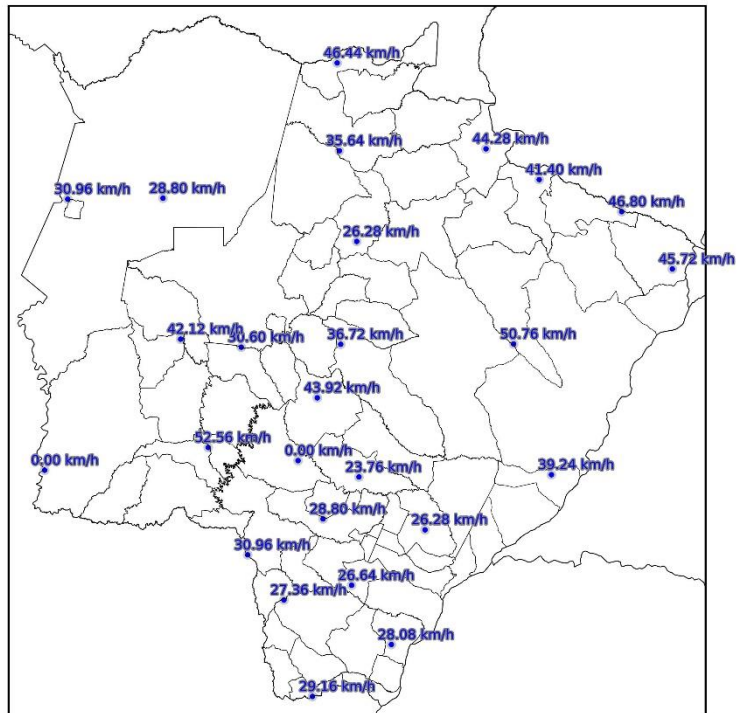 46.44 km/h
35.64 km/h
44.28 km/h
41.40 km/h
30.96 km/h
28.80 km/h
46.80 km/h
26.28 km/h
45.72 km/h
42.12 km/h
30.60 km/h
36.72 km/h
50.76 km/h
43.92 km/h
52.56 km/h
0.00 km/h
0.00 km/h
23.76 km/h
39.24 km/h
28.80 km/h
26.28 km/h
30.96 km/h
26.64 km/h
27.36 km/h
28.08 km/h
29.16 km/h